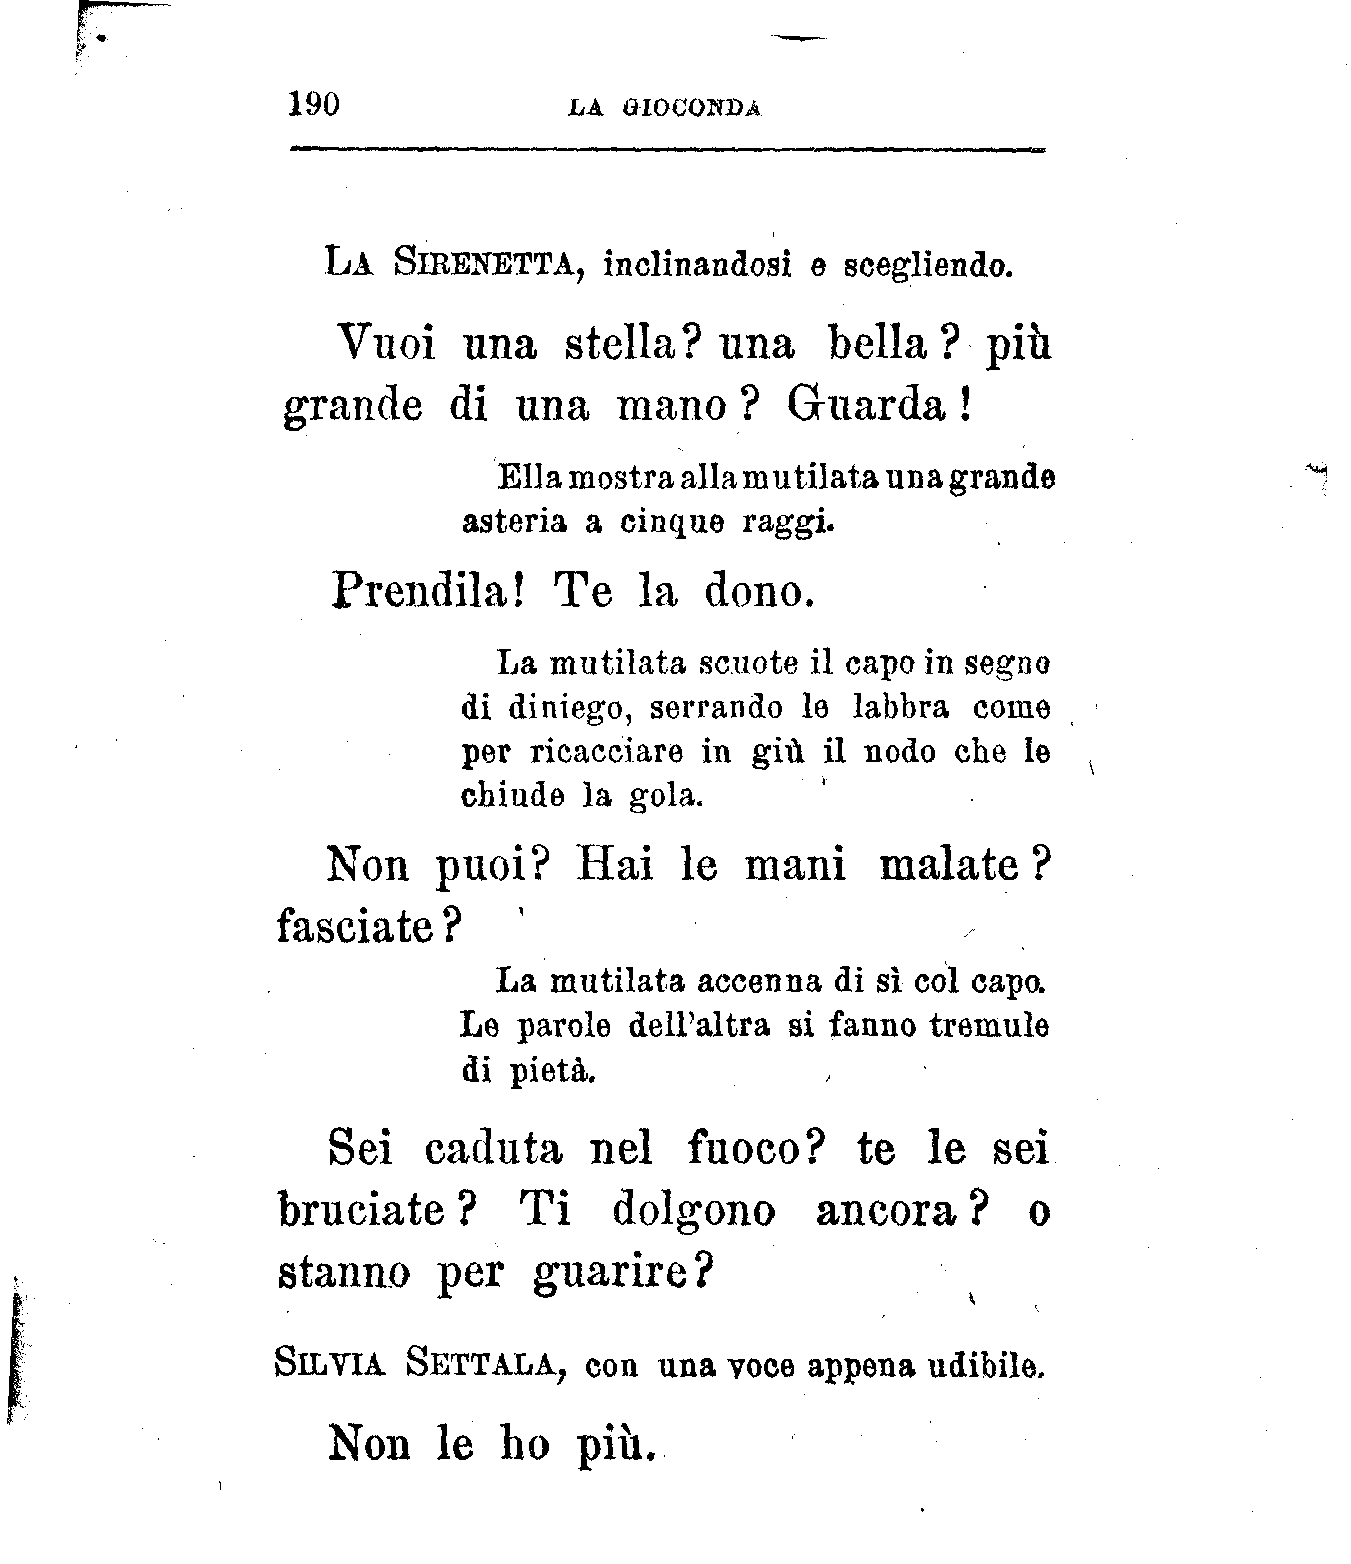 190 LA GIOCONDA
LA SIRENETTA, inclinandosi e scegliendo.
Vuoi una stella? una bella? più
grande di una mano? Guarda!
Ella mostra alla mutilata una grande
asteria a cinque raggi.
Prendila! Te la dono.
La mutilata scuote il capo in segno
di diniego, serrando le labbra come
per ricacciare in giù il nodo che le
chiude la gola.
Non puoi? Hai le mani malate?
fasciate?
La mutilata accenna di sì col capo.
Le parole dell'altra si fanno tremule
di pietà.
Sei caduta nel fuoco? te le sei
bruciate? Ti dolgono ancora? o
stanno per guarire?
SILVIA SETTALA, con una voce appena udibile.
Non le ho più.